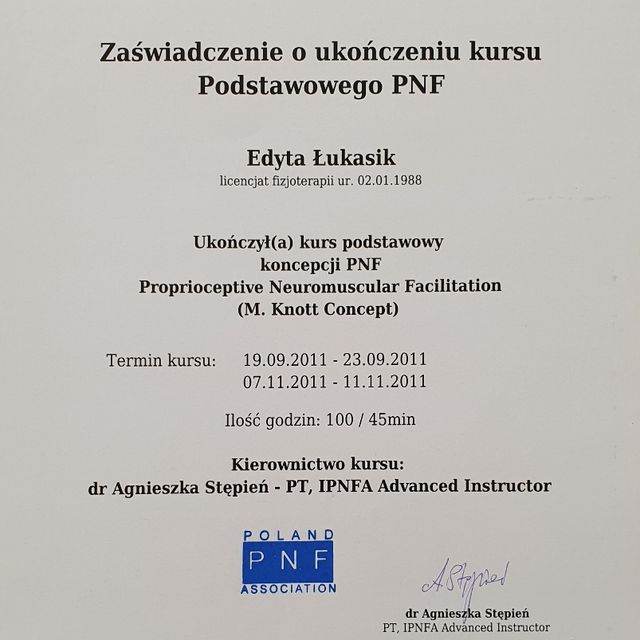 Zaświadczenie o ukończeniu kursu
Podstawowego PNF
Edyta Łukasik
licencjat fizjoterapii ur. 02.01.1988
Ukończył(a) kurs podstawowy
koncepcji PNF
Proprioceptive Neuromuscular Facilitation
(M. Knott Concept)
Termin kursu: 19.09.2011 - 23.09.2011
07.11.2011 - 11.11.2011
Ilość godzin: 100 / 45min
Kierownictwo kursu:
dr Agnieszka Stępień - PT, IPNFA Advanced Instructor
POLAND
PNF
ASSOCIATION
A Stępień
dr Agnieszka Stępień
PT, IPNFA Advanced Instructor